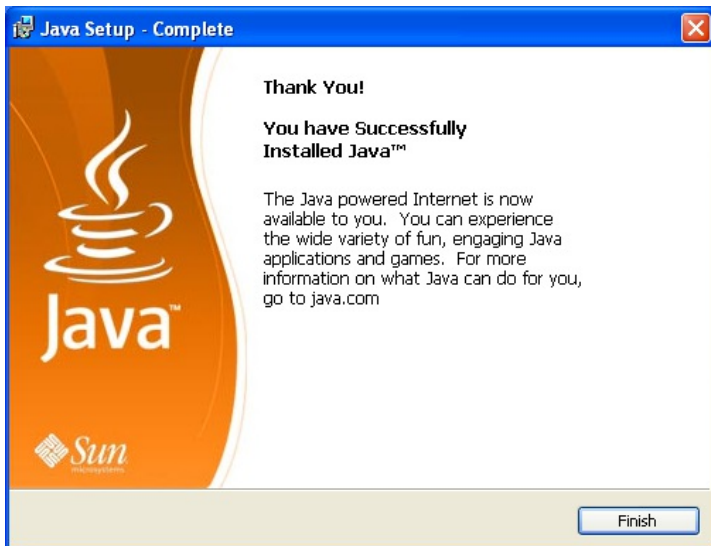 Java Setup - Complete
Thank You!
You have Successfully
Installed Java™
The Java powered Internet is now
available to you. You can experience
the wide variety of fun, engaging Java
applications and games. For more
information on what Java can do for you,
go to java.com
Java™
Sun
microsystems
Finish